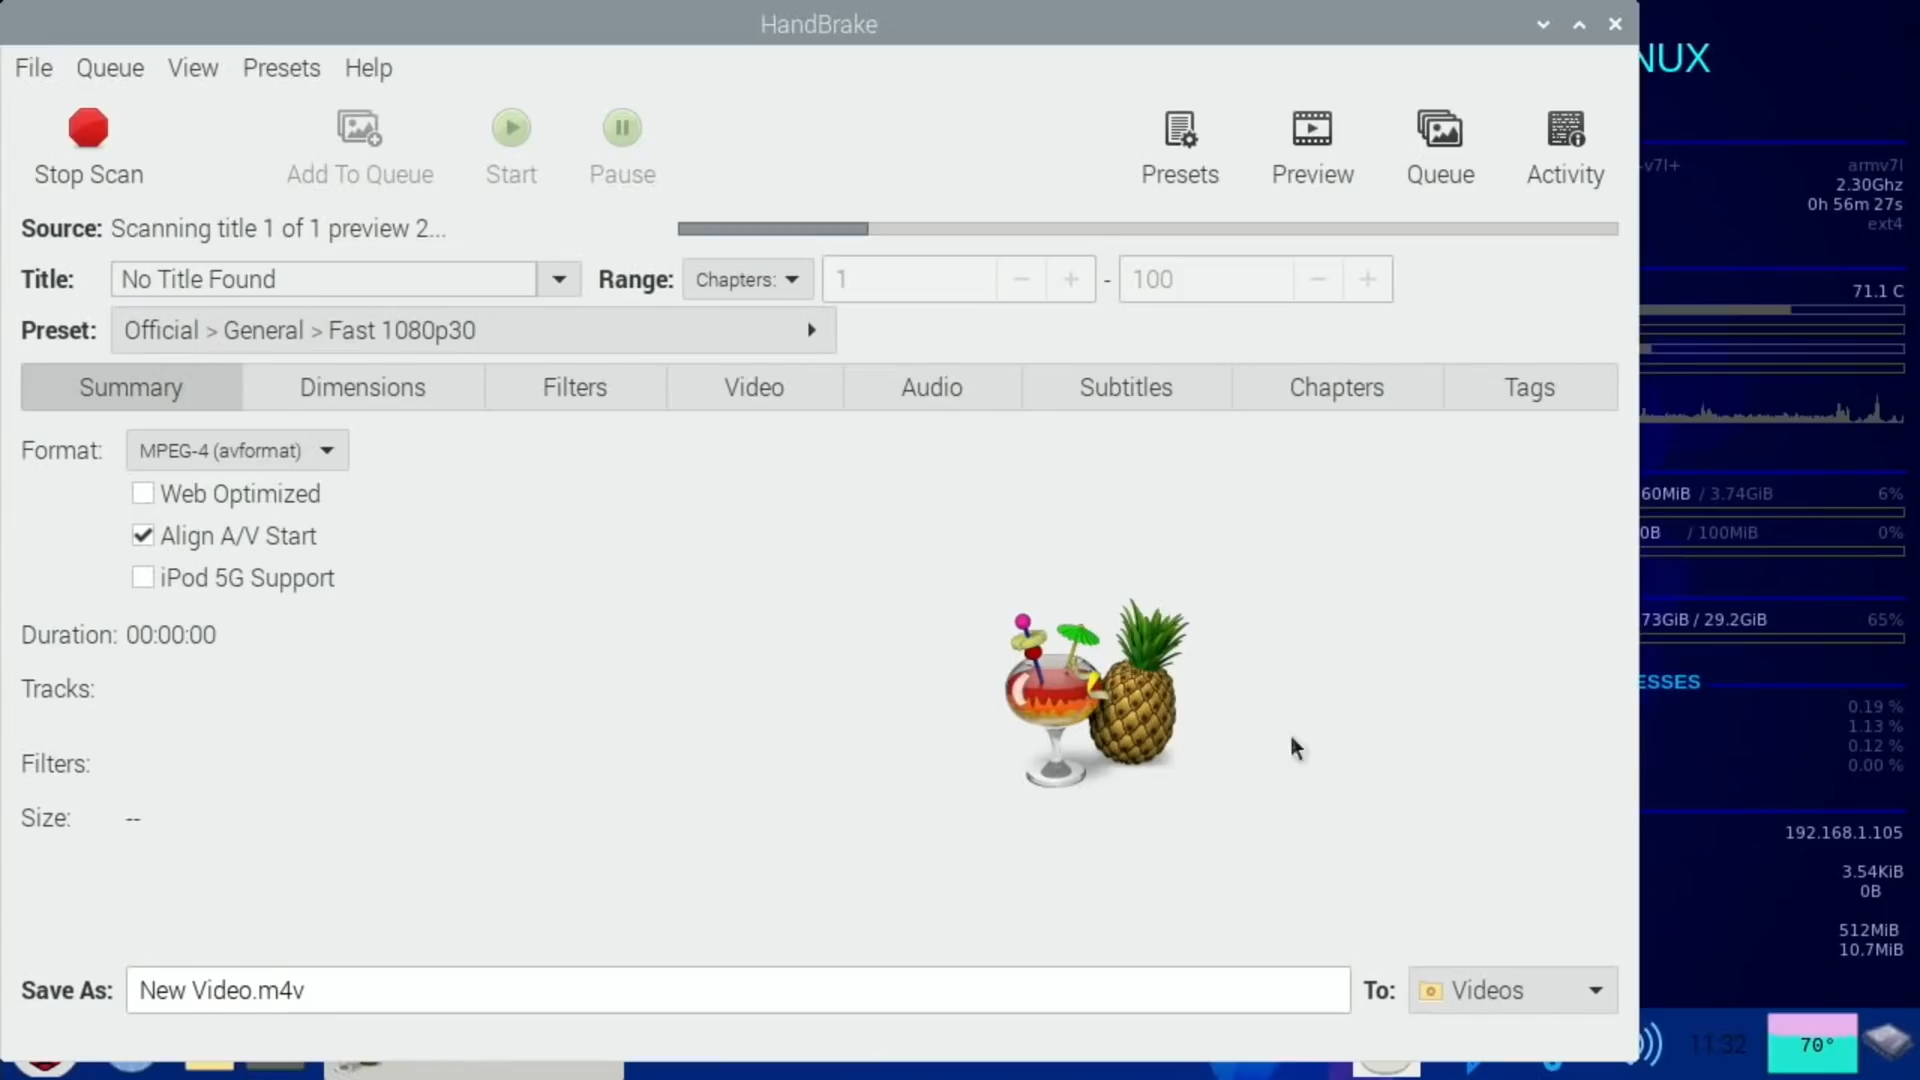 HandBrake
File Queue View Presets Help
Stop Scan Add To Queue Start Pause Presets Preview Queue Activity
Source: Scanning title 1 of 1 preview 2...
Title: No Title Found Range: Chapters: 1 - 100
Preset: Official > General > Fast 1080p30
Summary Dimensions Filters Video Audio Subtitles Chapters Tags
Format: MPEG-4 (avformat)
Web Optimized
Align A/V Start
iPod 5G Support
Duration: 00:00:00
Tracks:
Filters:
Size: --
Save As: New Video.m4v To: Videos
NUX
-v7l+ armv7l
2.30Ghz
0h 56m 27s
ext4
71.1 C
60MiB / 3.74GiB 6%
0B / 100MiB 0%
73GiB / 29.2GiB 65%
ESSES
0.19 %
1.13 %
0.12 %
0.00 %
192.168.1.105
3.54KiB
0B
512MiB
10.7MiB
11:32 70°